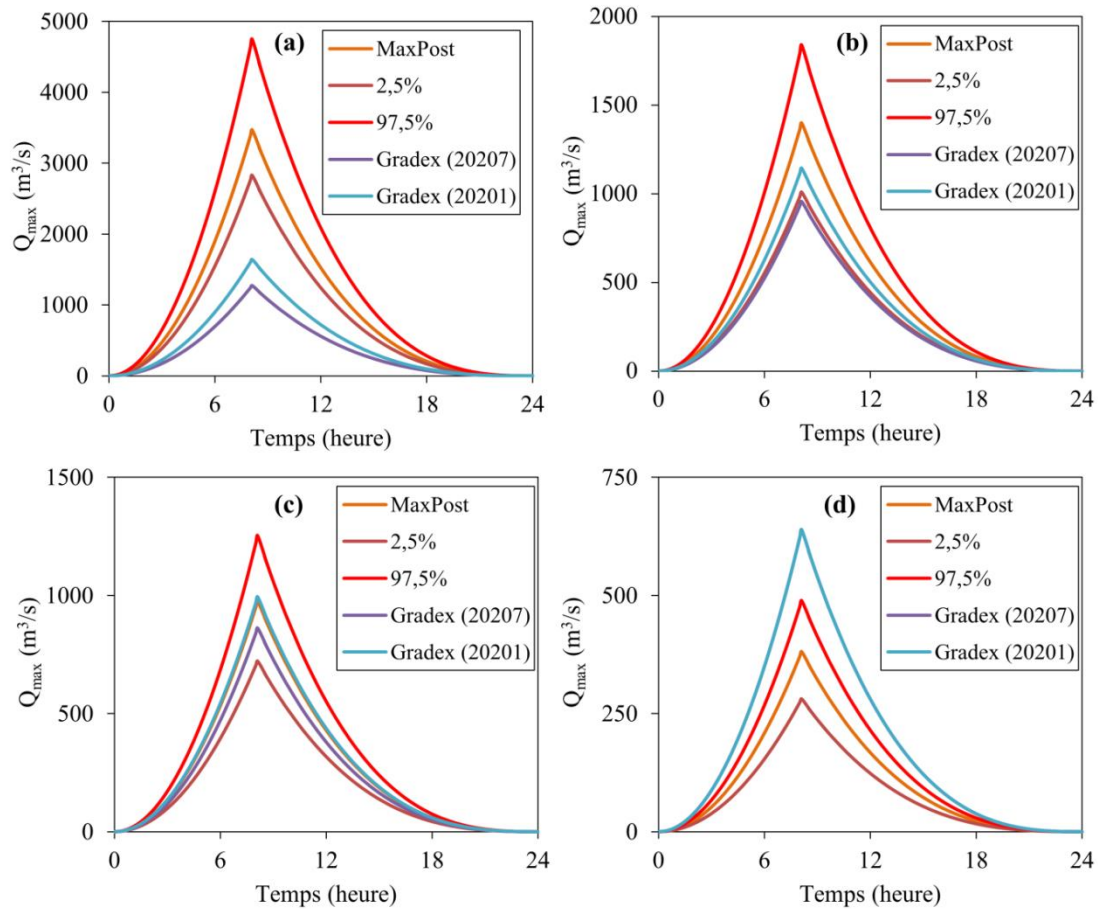 5000
4000
3000
2000
1000
0
Q_max (m³/s)
(a)
MaxPost
2,5%
97,5%
Gradex (20207)
Gradex (20201)
0 6 12 18 24
Temps (heure)
2000
1500
1000
500
0
Q_max (m³/s)
(b)
MaxPost
2,5%
97,5%
Gradex (20207)
Gradex (20201)
0 6 12 18 24
Temps (heure)
1500
1000
500
0
Q_max (m³/s)
(c)
MaxPost
2,5%
97,5%
Gradex (20207)
Gradex (20201)
0 6 12 18 24
Temps (heure)
750
500
250
0
Q_max (m³/s)
(d)
MaxPost
2,5%
97,5%
Gradex (20207)
Gradex (20201)
0 6 12 18 24
Temps (heure)